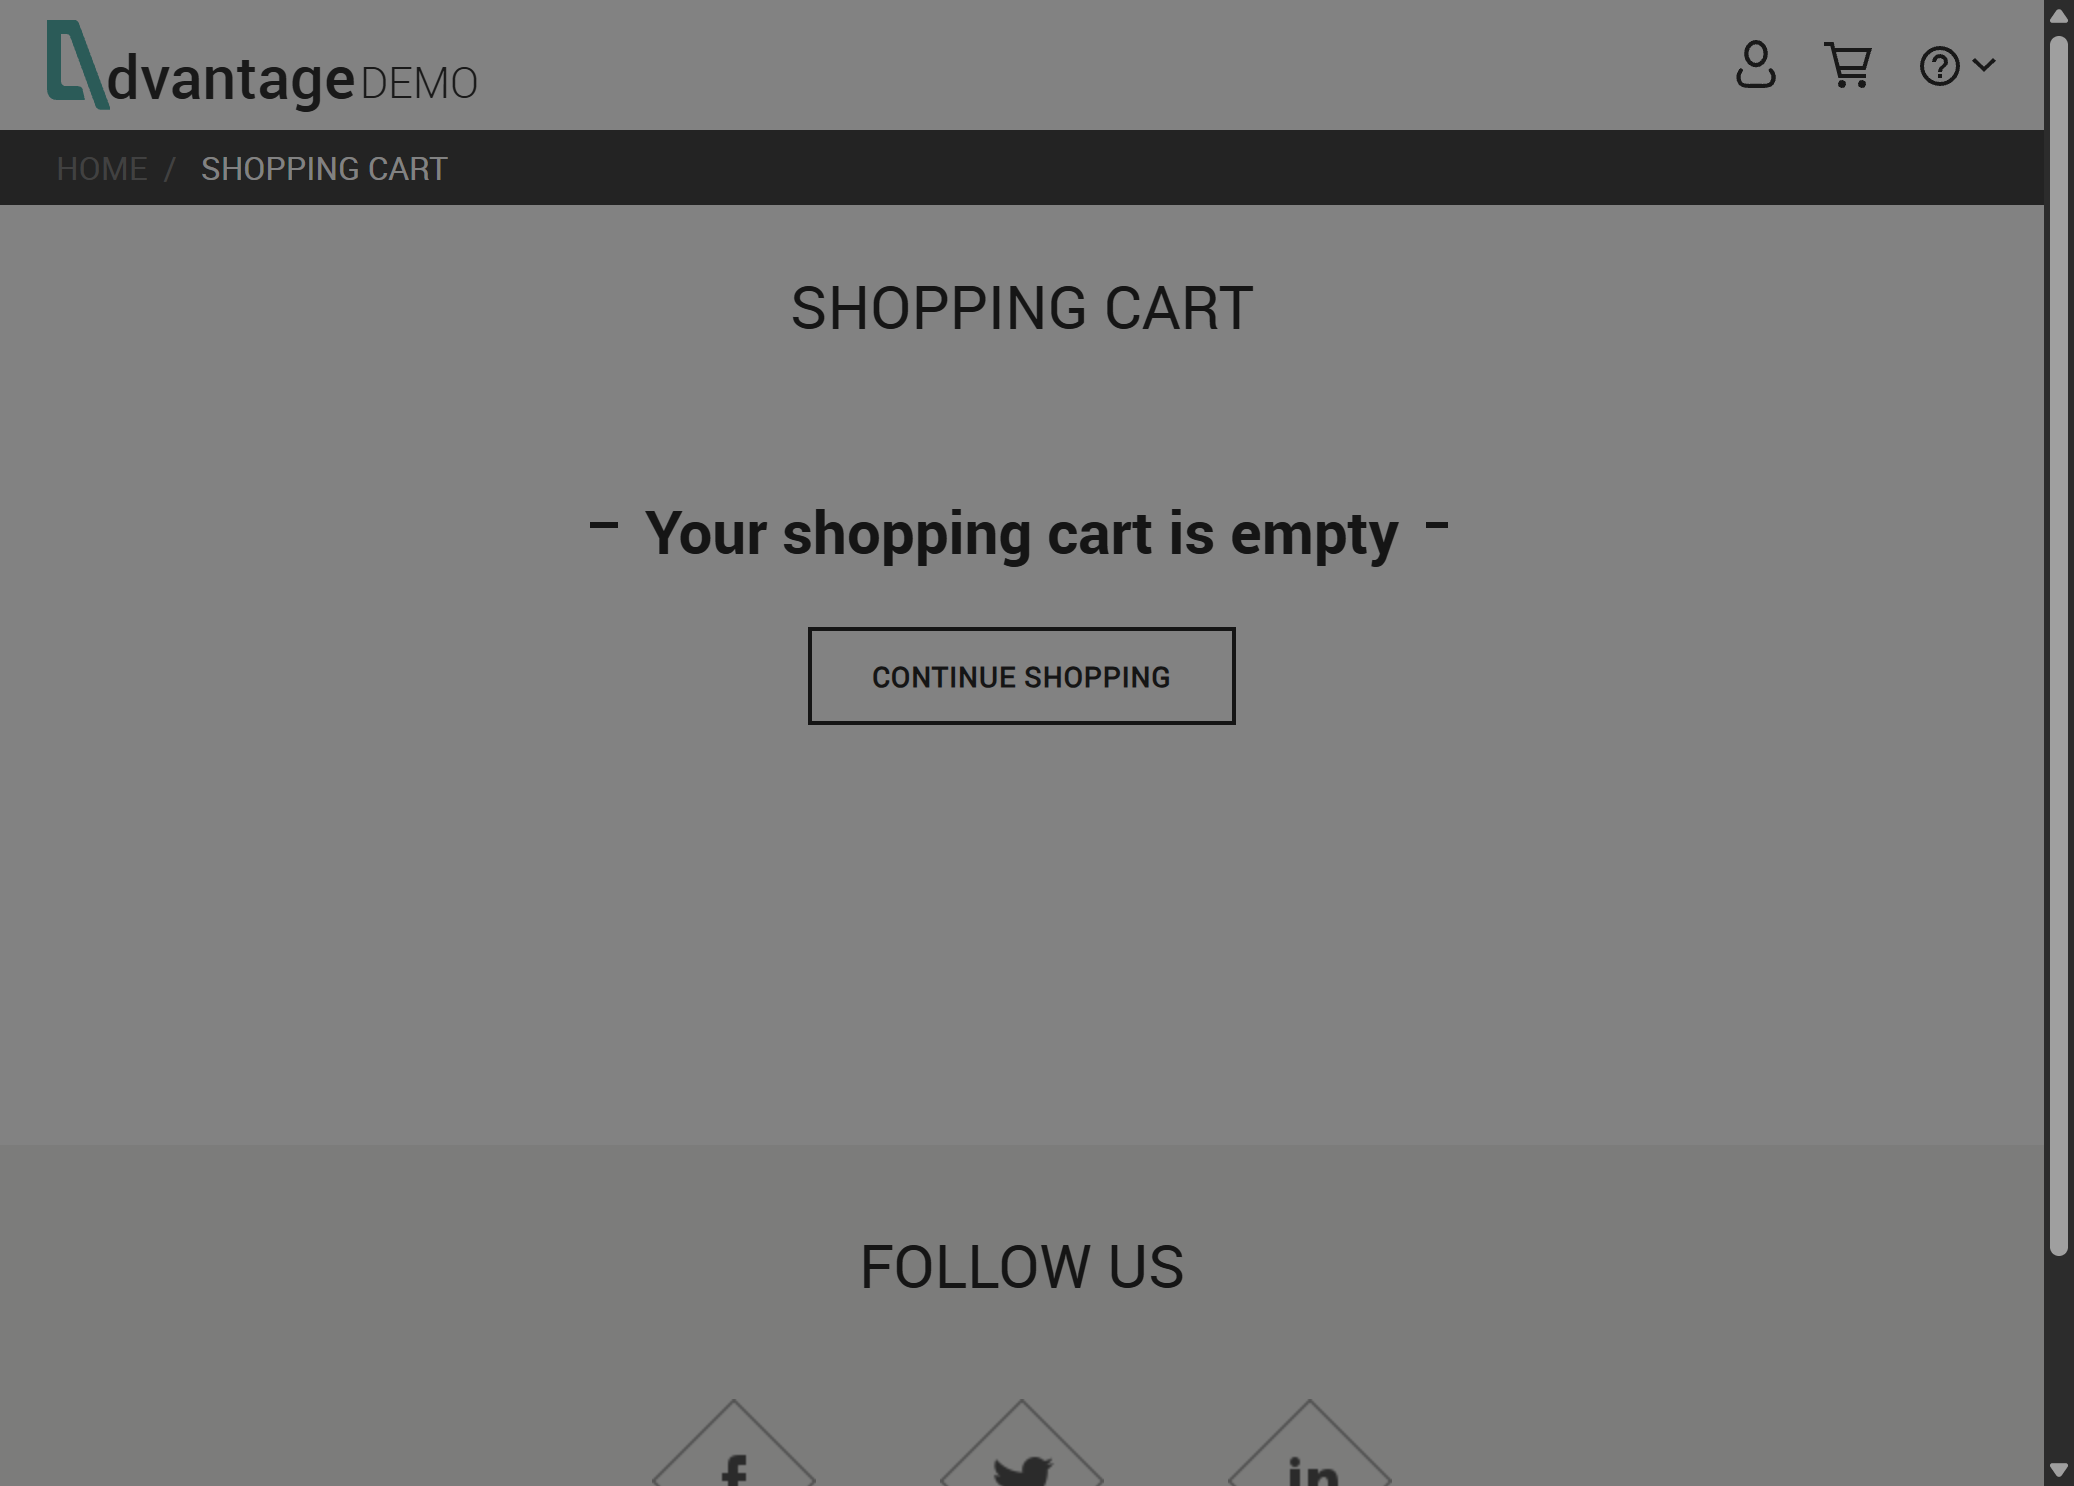 dvantage DEMO
HOME / SHOPPING CART
SHOPPING CART
- Your shopping cart is empty -
CONTINUE SHOPPING
FOLLOW US